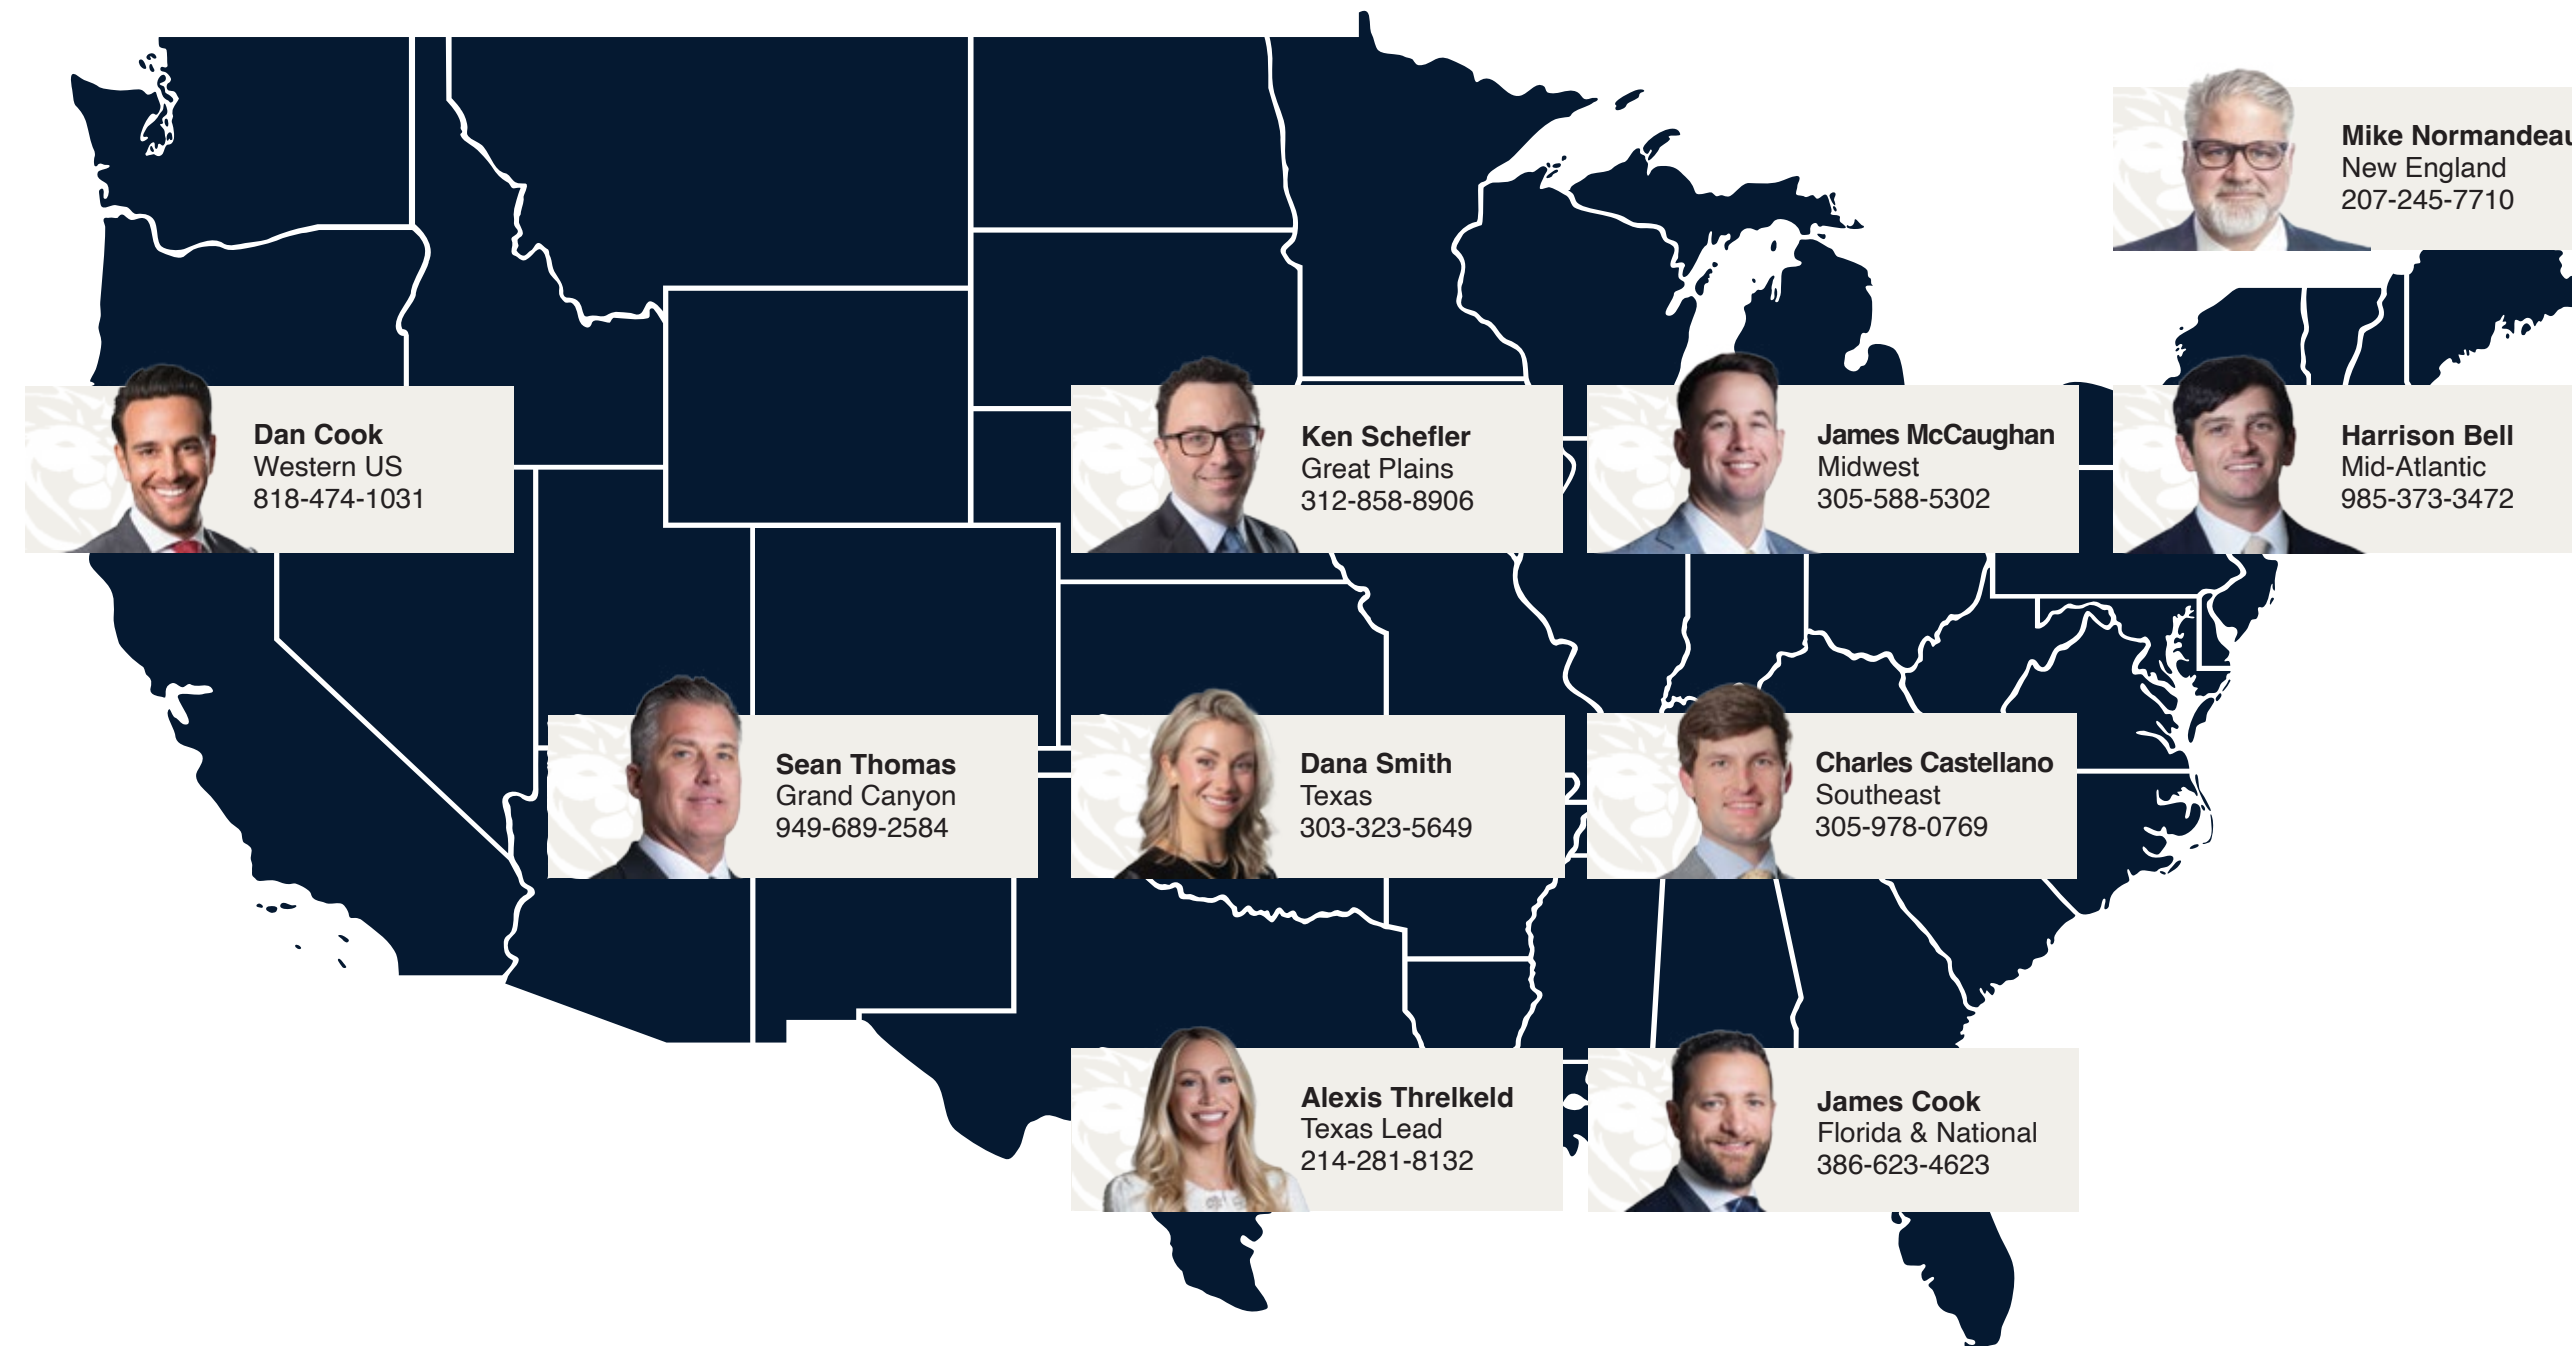 Mike Normandeau
New England
207-245-7710
Dan Cook
Western US
818-474-1031
Ken Schefler
Great Plains
312-858-8906
James McCaughan
Midwest
305-588-5302
Harrison Bell
Mid-Atlantic
985-373-3472
Sean Thomas
Grand Canyon
949-689-2584
Dana Smith
Texas
303-323-5649
Charles Castellano
Southeast
305-978-0769
Alexis Threlkeld
Texas Lead
214-281-8132
James Cook
Florida & National
386-623-4623